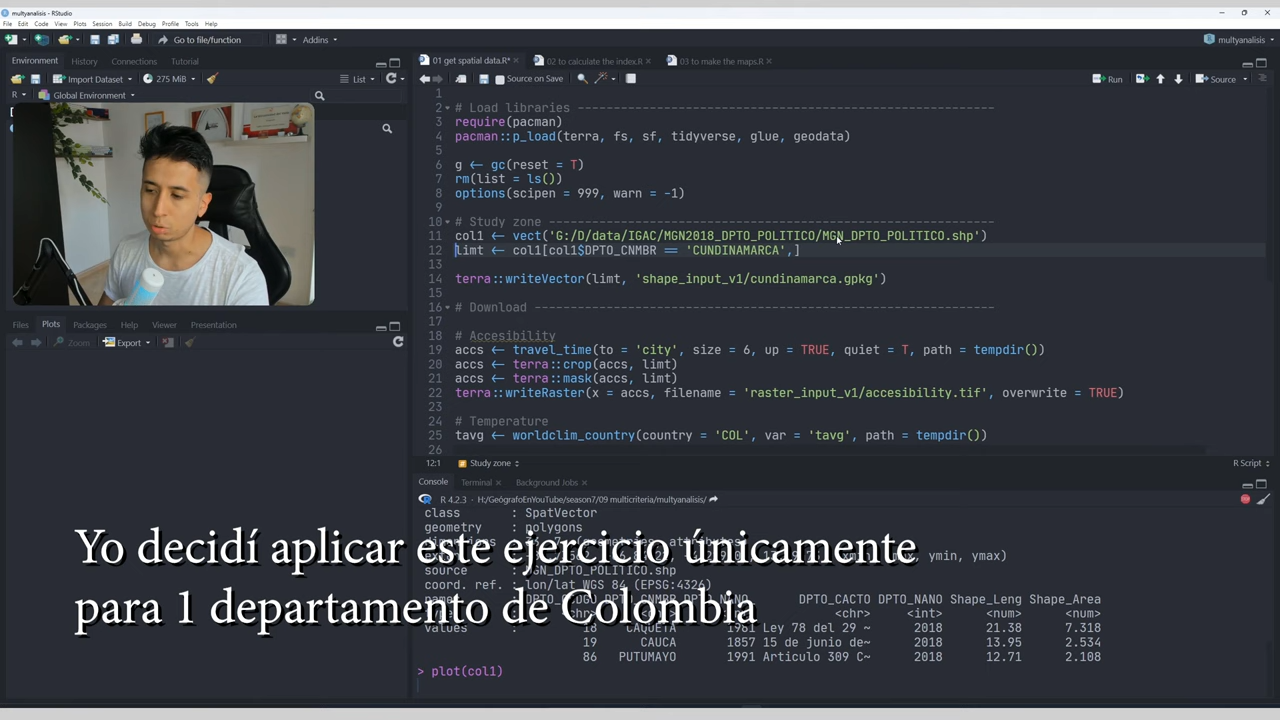 multyanalisis - RStudio
File Edit Code View Plots Session Build Debug Profile Tools Help
Go to file/function
Addins
multyanalisis
Environment History Connections Tutorial
Import Dataset
275 MiB
List
R
Global Environment
Files Plots Packages Help Viewer Presentation
Zoom
Export
01 get spatial data.R*
02 to calculate the index.R
03 to make the maps.R
Source on Save
Run
Source
1
2 # Load libraries ----------------------------------------------------------
3 require(pacman)
4 pacman::p_load(terra, fs, sf, tidyverse, glue, geodata)
5
6 g <- gc(reset = T)
7 rm(list = ls())
8 options(scipen = 999, warn = -1)
9
10 # Study zone --------------------------------------------------------------
11 col1 <- vect('G:/D/data/IGAC/MGN2018_DPTO_POLITICO/MGN_DPTO_POLITICO.shp')
12 limt <- col1[col1$DPTO_CNMBR == 'CUNDINAMARCA',]
13
14 terra::writeVector(limt, 'shape_input_v1/cundinamarca.gpkg')
15
16 # Download ----------------------------------------------------------------
17
18 # Accesibility
19 accs <- travel_time(to = 'city', size = 6, up = TRUE, quiet = T, path = tempdir())
20 accs <- terra::crop(accs, limt)
21 accs <- terra::mask(accs, limt)
22 terra::writeRaster(x = accs, filename = 'raster_input_v1/accesibility.tif', overwrite = TRUE)
23
24 # Temperature
25 tavg <- worldclim_country(country = 'COL', var = 'tavg', path = tempdir())
26
12:1 Study zone R Script
Console Terminal Background Jobs
R 4.2.3 · H:/GeógrafoEnYouTube/season7/09 multicriteria/multyanalisis/
class : SpatVector
geometry : polygons
ymin, ymax)
source : MGN_DPTO_POLITICO.shp
coord. ref. : lon/lat WGS 84 (EPSG:4326)
DPTO_CACTO DPTO_NANO Shape_Leng Shape_Area
<chr> <int> <num> <num>
values : 18 CAQUETA 1981 Ley 78 del 29 ~ 2018 21.38 7.318
19 CAUCA 1857 15 de junio de~ 2018 13.95 2.534
86 PUTUMAYO 1991 Articulo 309 C~ 2018 12.71 2.108
> plot(col1)
Yo decidí aplicar este ejercicio únicamente
para 1 departamento de Colombia